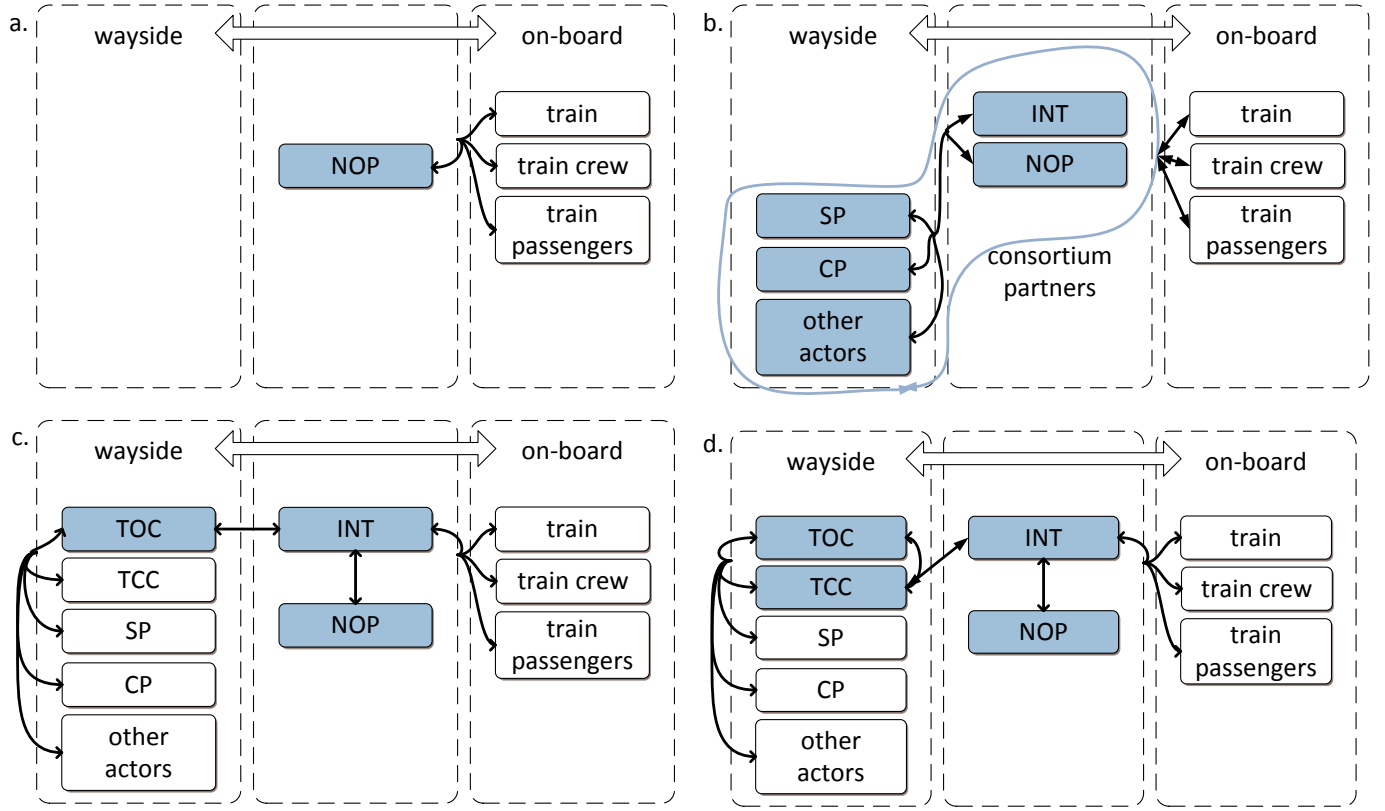 a.
wayside
on-board
train
NOP
train crew
train
passengers
b.
wayside
on-board
INT
train
NOP
train crew
SP
train
passengers
CP
consortium
partners
other
actors
c.
wayside
on-board
TOC
INT
train
TCC
train crew
SP
NOP
train
passengers
CP
other
actors
d.
wayside
on-board
TOC
INT
train
TCC
train crew
SP
NOP
train
passengers
CP
other
actors